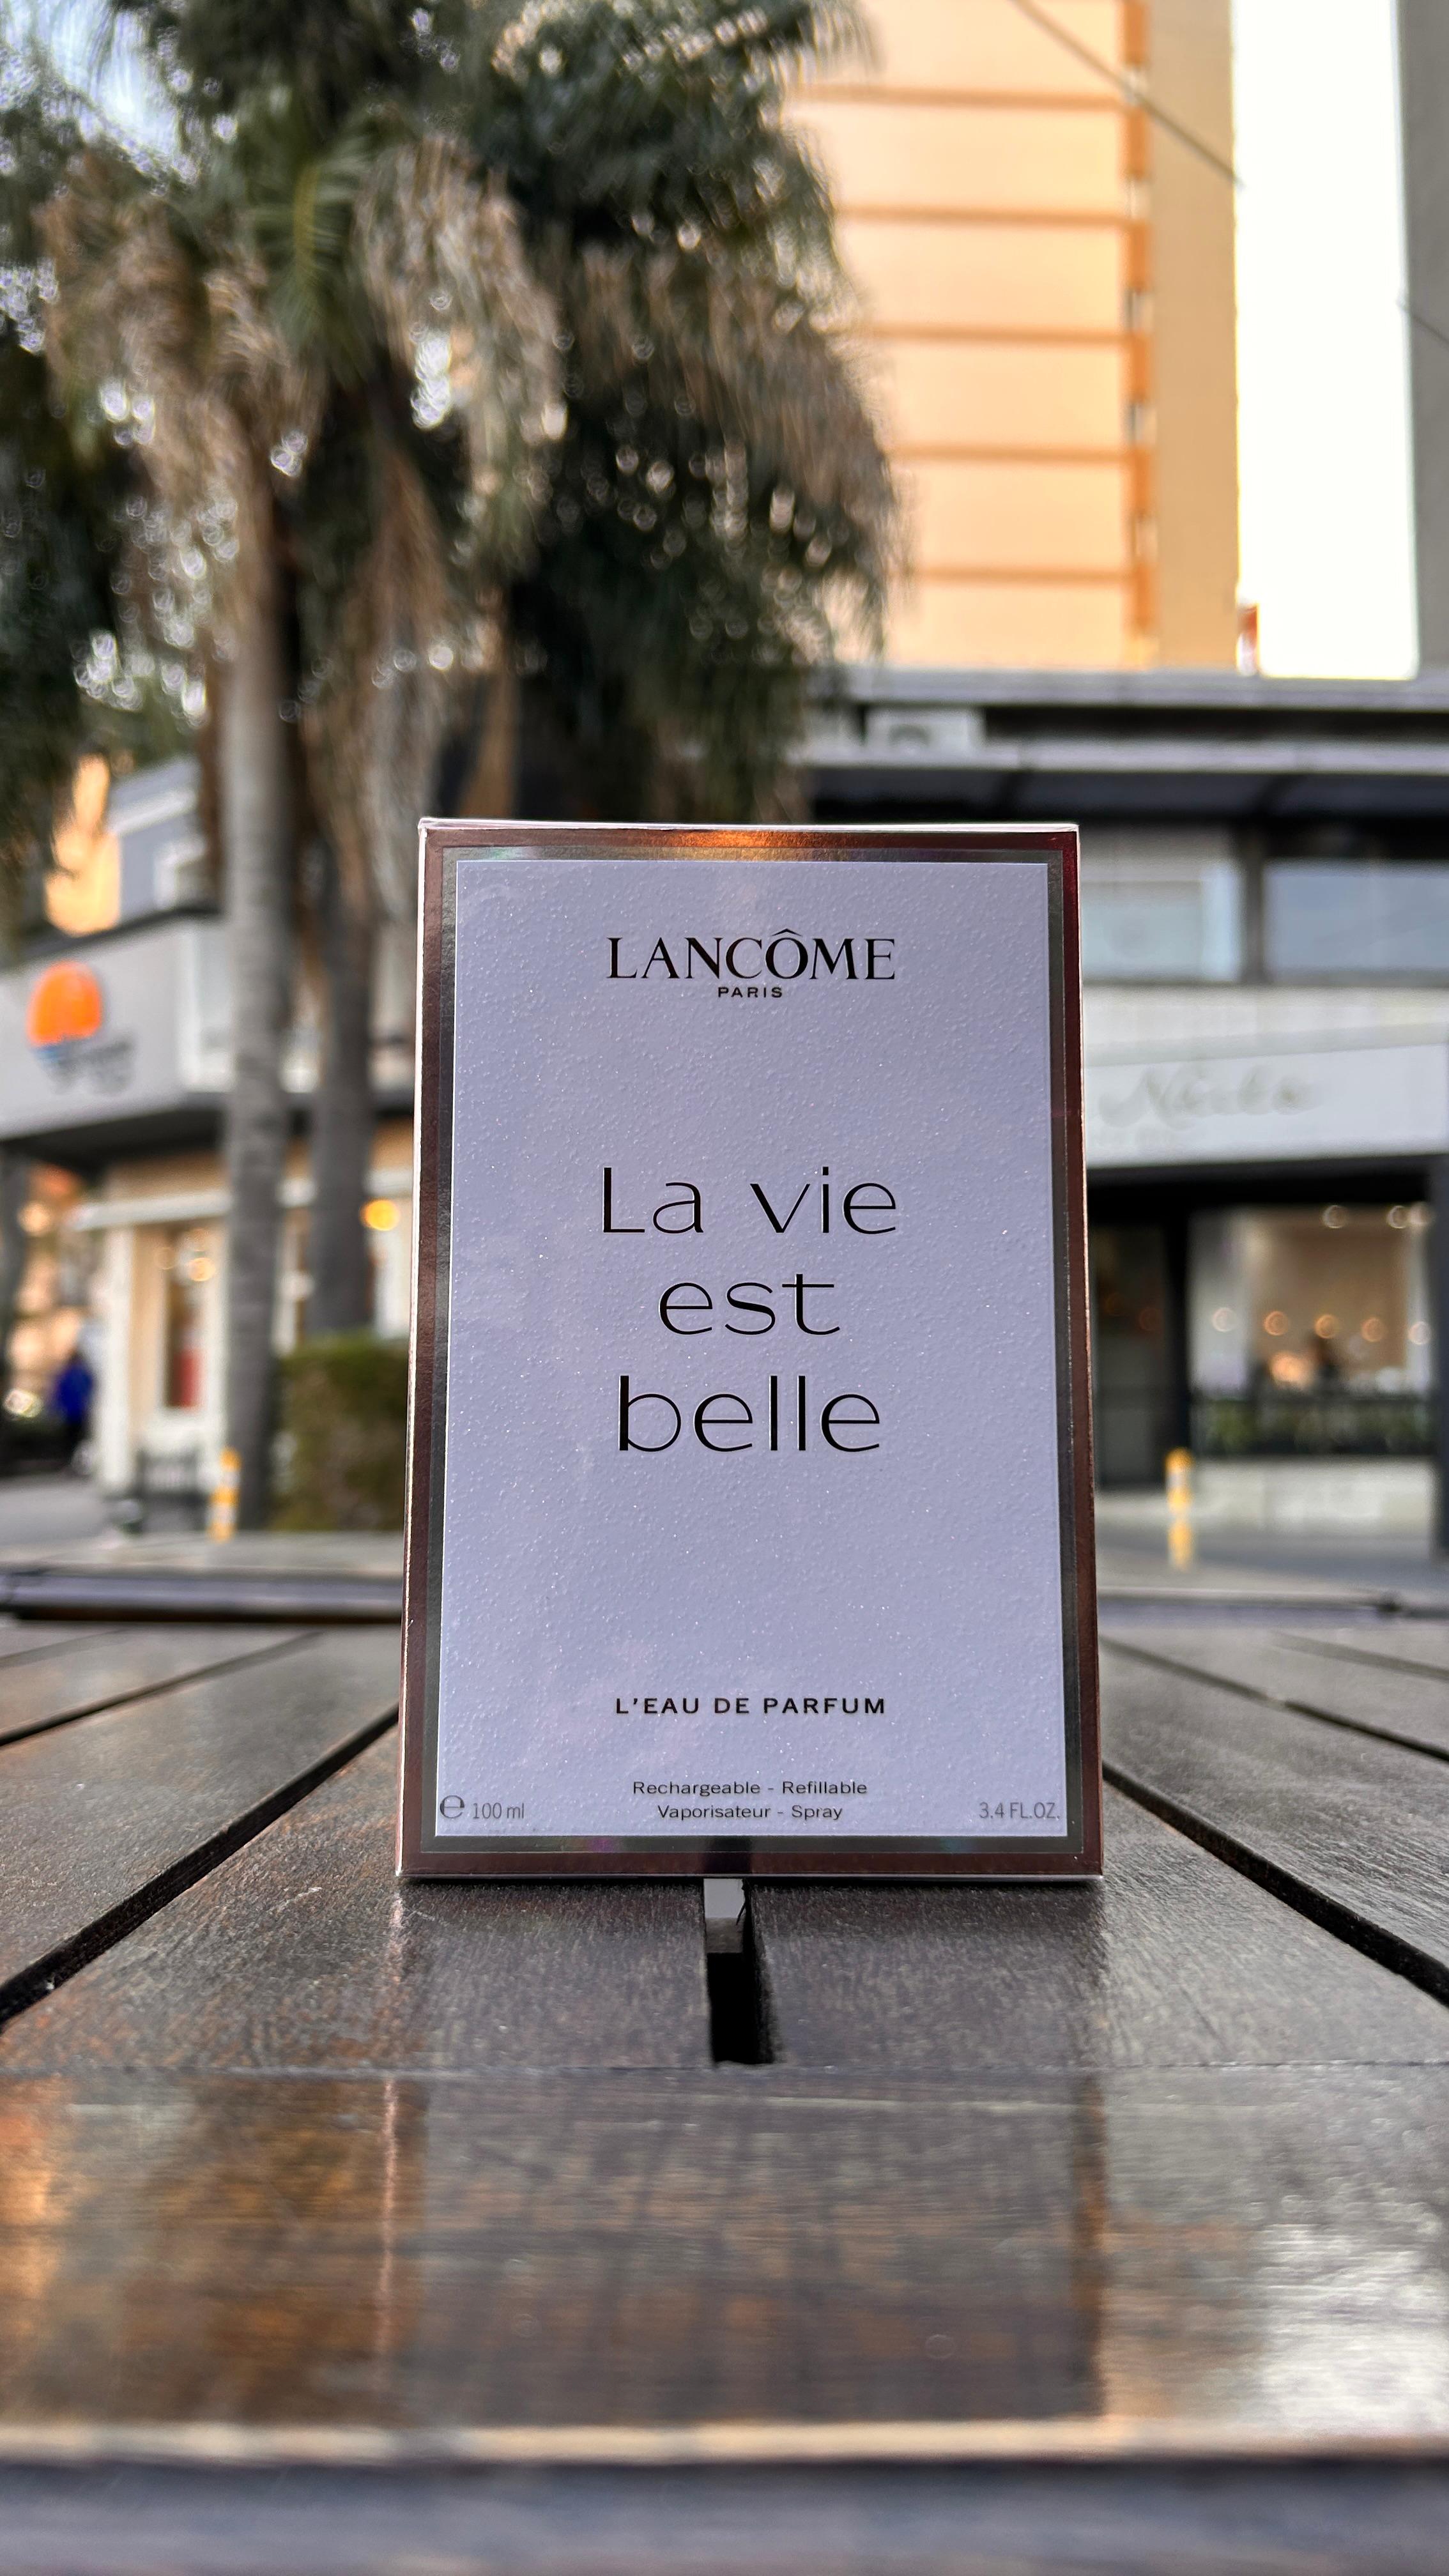 LANCÔME
PARIS
La vie
est
belle
L'EAU DE PARFUM
Rechargeable - Refillable
Vaporisateur - Spray
℮ 100 ml
3.4 FL.OZ.